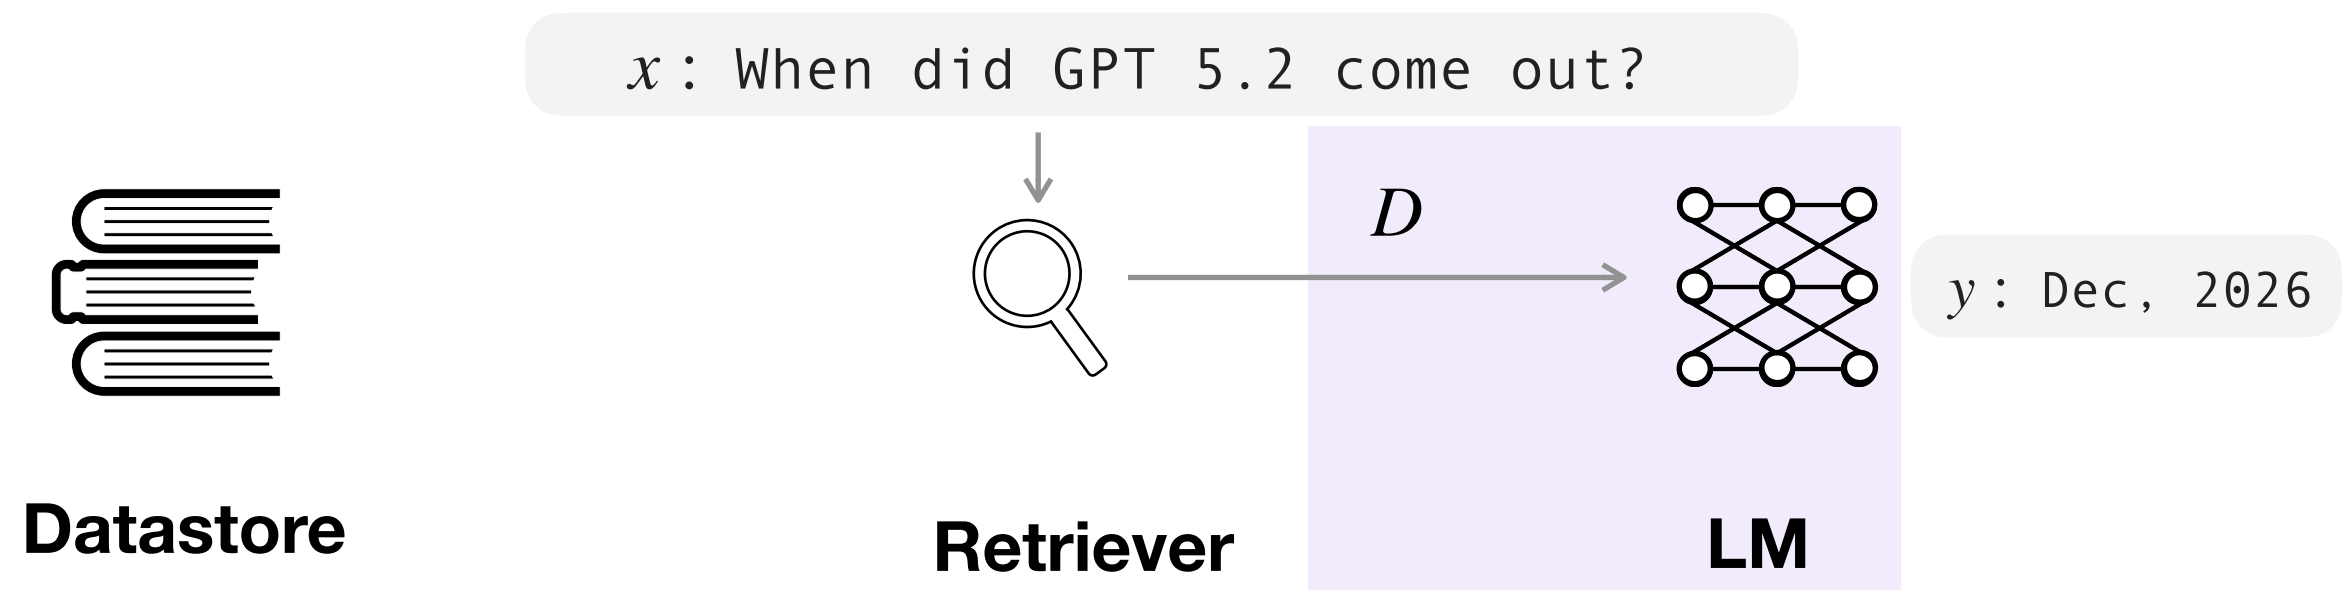 x: When did GPT 5.2 come out?
D
y: Dec, 2026
Datastore
Retriever
LM